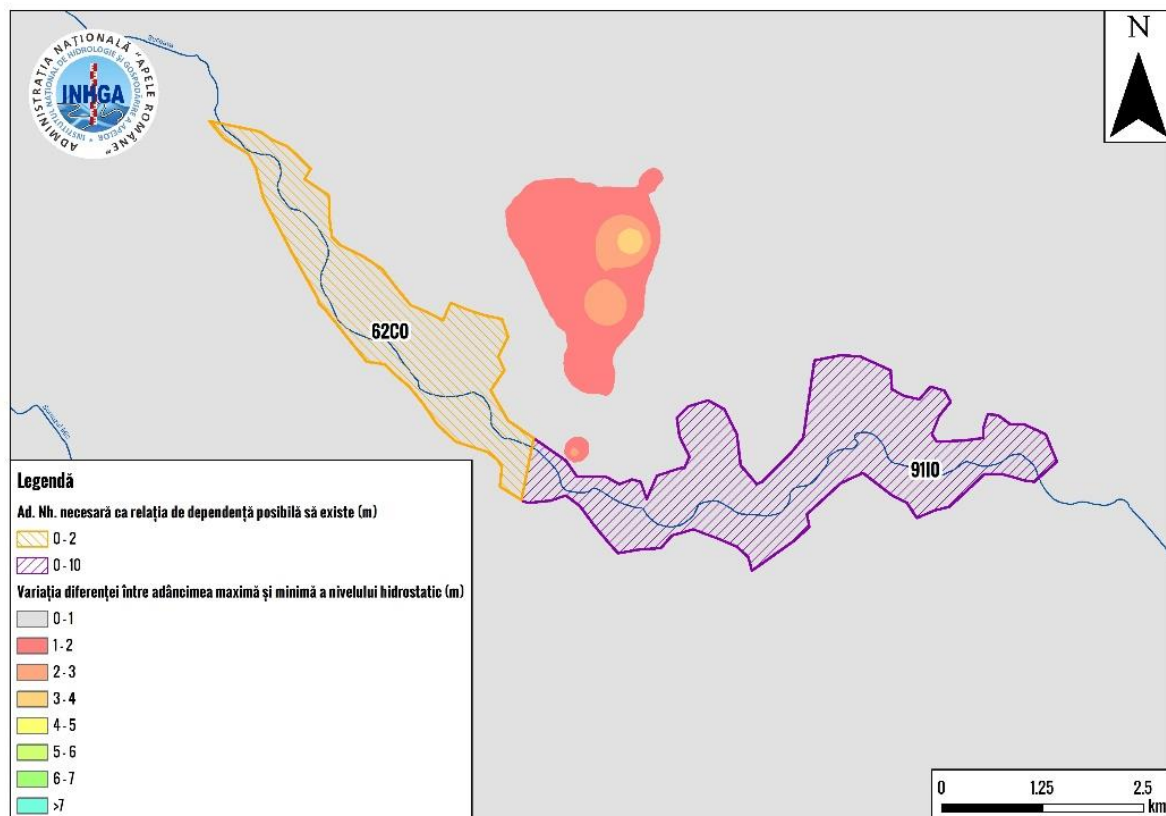 ADMINISTRAȚIA NAȚIONALĂ "APELE ROMÂNE"
INSTITUTUL NAȚIONAL DE HIDROLOGIE ȘI GOSPODĂRIRE A APELOR
INHGA
N
62C0
91I0
Legendă
Ad. Nh. necesară ca relația de dependență posibilă să existe (m)
0 - 2
0 - 10
Variația diferenței între adâncimea maximă și minimă a nivelului hidrostatic (m)
0 - 1
1 - 2
2 - 3
3 - 4
4 - 5
5 - 6
6 - 7
>7
0 1.25 2.5
km